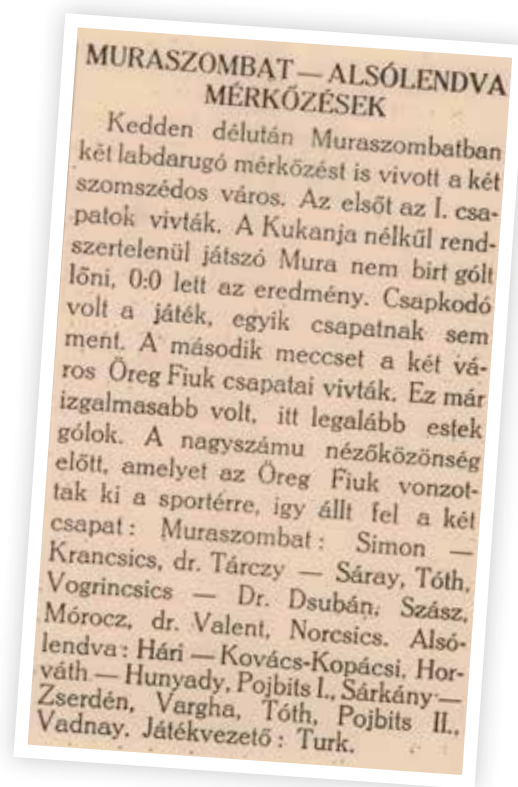 MURASZOMBAT — ALSÓLENDVA
MÉRKŐZÉSEK
Kedden délután Muraszombatban
két labdarugó mérkőzést is vivott a két
szomszédos város. Az elsőt az I. csa-
patok vivták. A Kukanja nélkűl rend-
szertelenül játszó Mura nem birt gólt
lőni, 0:0 lett az eredmény. Csapkodó
volt a játék, egyik csapatnak sem
ment. A második meccset a két vá-
ros Öreg Fiuk csapatai vivták. Ez már
izgalmasabb volt, itt legalább estek
gólok. A nagyszámu nézőközönség
előtt, amelyet az Öreg Fiuk vonzot-
tak ki a sportérre, igy állt fel a két
csapat: Muraszombat: Simon —
Krancsics, dr. Tárczy — Sáray, Tóth,
Vogrincsics — Dr. Dsubán, Szász,
Mórocz, dr. Valent, Norcsics. Alsó-
lendva: Hári — Kovács-Kopácsi, Hor-
váth — Hunyady, Pojbits I., Sárkány —
Zserdén, Vargha, Tóth, Pojbits II.,
Vadnay. Játékvezető: Turk.